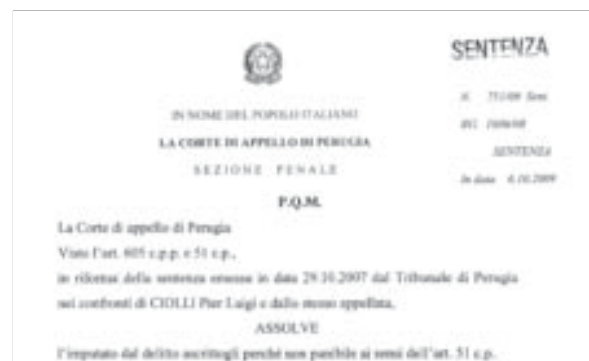 SENTENZA
IN NOME DEL POPOLO ITALIANO
LA CORTE DI APPELLO DI PERUGIA
SEZIONE PENALE
SENTENZA
In data 6.10.2009
P.Q.M.
La Corte di appello di Perugia
Visto l'art. 605 c.p.p. e 51 c.p.,
in riforma della sentenza emessa in data 29.10.2007 dal Tribunale di Perugia
nei confronti di CIOLLI Pier Luigi e dallo stesso appellata,
ASSOLVE
l'imputato dal delitto ascrittogli perché non punibile ai sensi dell'art. 51 c.p.